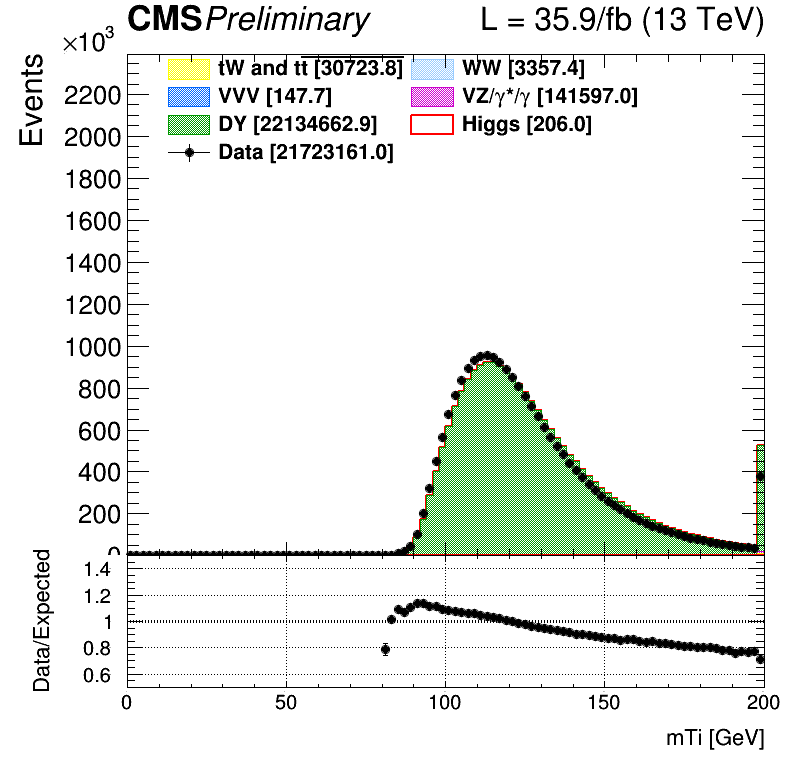 CMS Preliminary L = 35.9/fb (13 TeV)
×10³
Events
tW and tt [30723.8] WW [3357.4]
VVV [147.7] VZ/γ*/γ [141597.0]
DY [22134662.9] Higgs [206.0]
Data [21723161.0]
2200
2000
1800
1600
1400
1200
1000
800
600
400
200
0
Data/Expected
1.4
1.2
1
0.8
0.6
0 50 100 150 200
mTi [GeV]